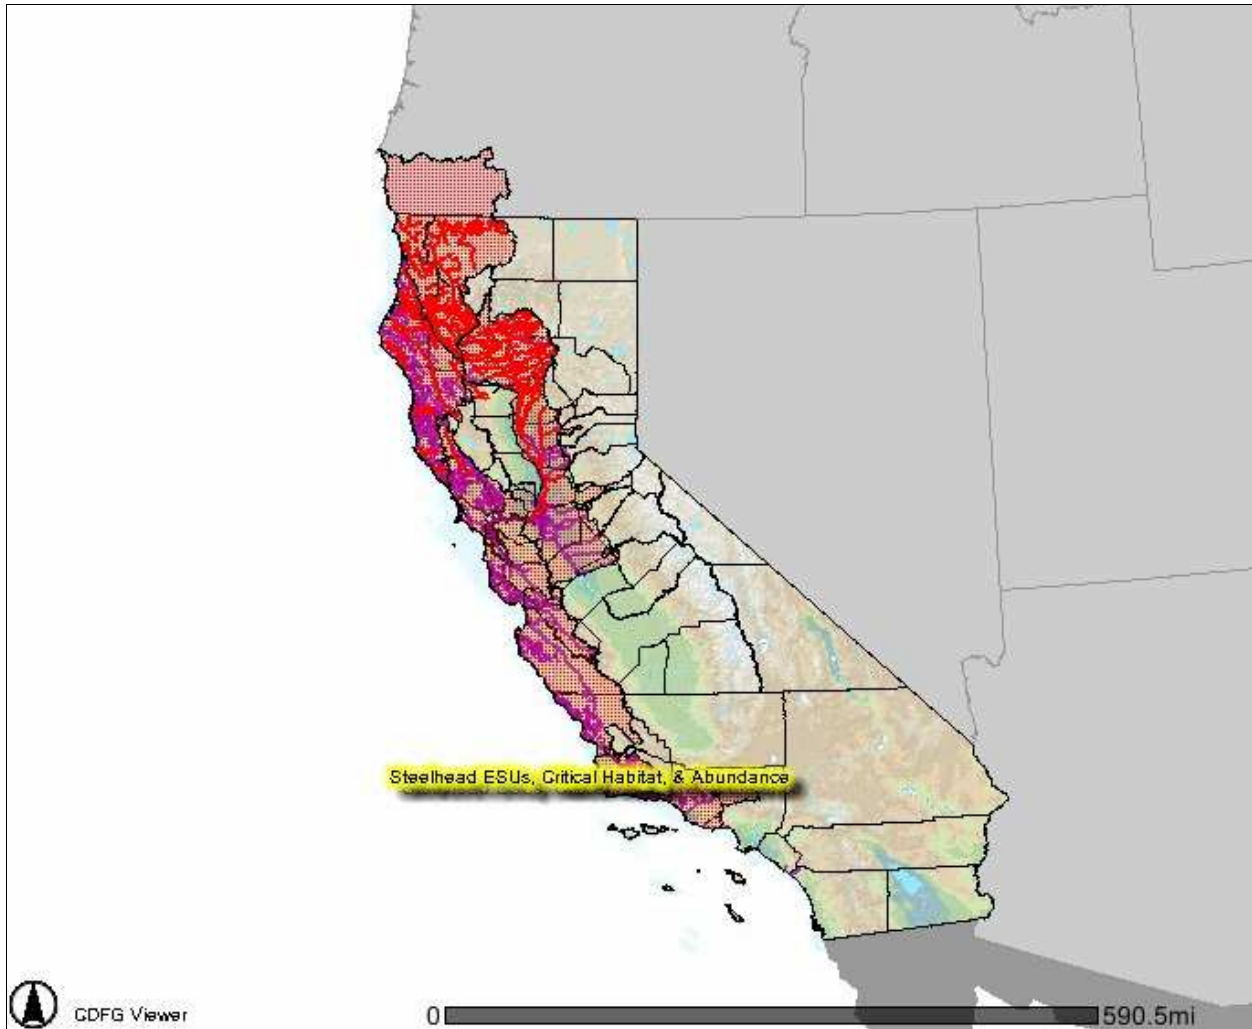 Steelhead ESUs, Critical Habitat, & Abundance
CDFG Viewer
0 590.5mi